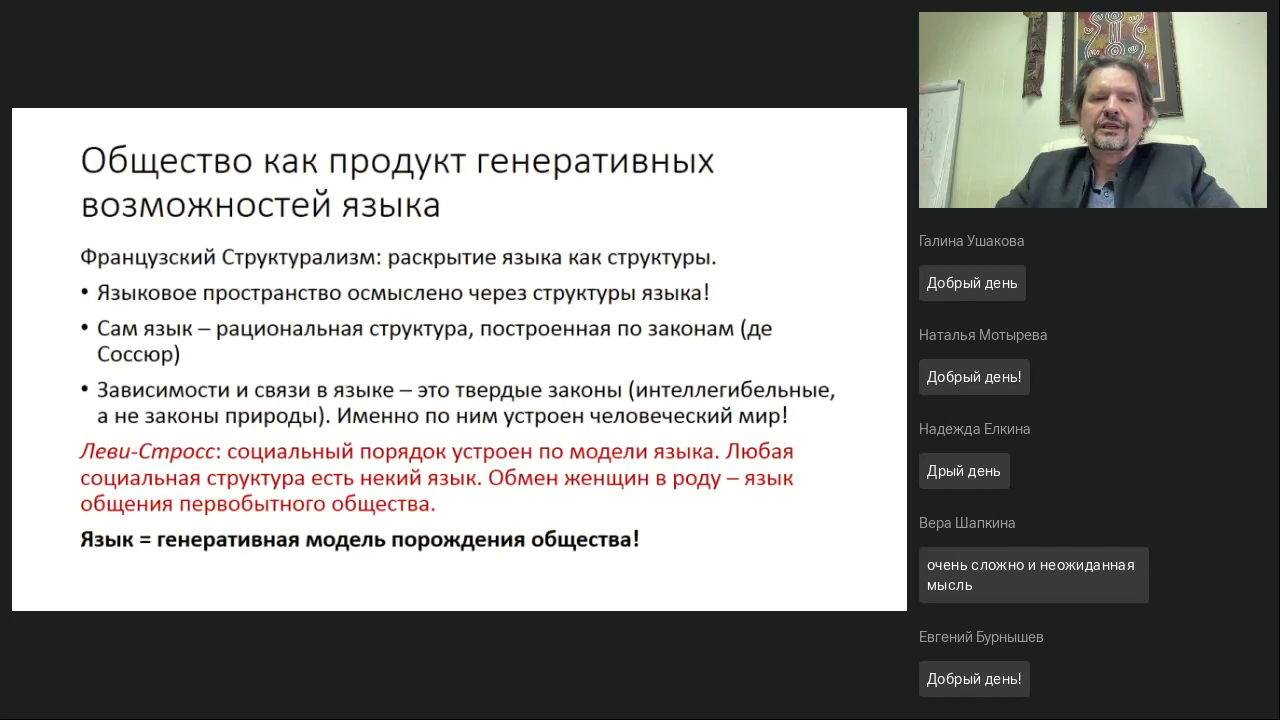 Общество как продукт генеративных
возможностей языка
Французский Структурализм: раскрытие языка как структуры.
• Языковое пространство осмыслено через структуры языка!
• Сам язык – рациональная структура, построенная по законам (де
Соссюр)
• Зависимости и связи в языке – это твердые законы (интеллегибельные,
а не законы природы). Именно по ним устроен человеческий мир!
Леви-Стросс: социальный порядок устроен по модели языка. Любая
социальная структура есть некий язык. Обмен женщин в роду – язык
общения первобытного общества.
Язык = генеративная модель порождения общества!
Галина Ушакова
Добрый день
Наталья Мотырева
Добрый день!
Надежда Елкина
Дрый день
Вера Шапкина
очень сложно и неожиданная
мысль
Евгений Бурнышев
Добрый день!